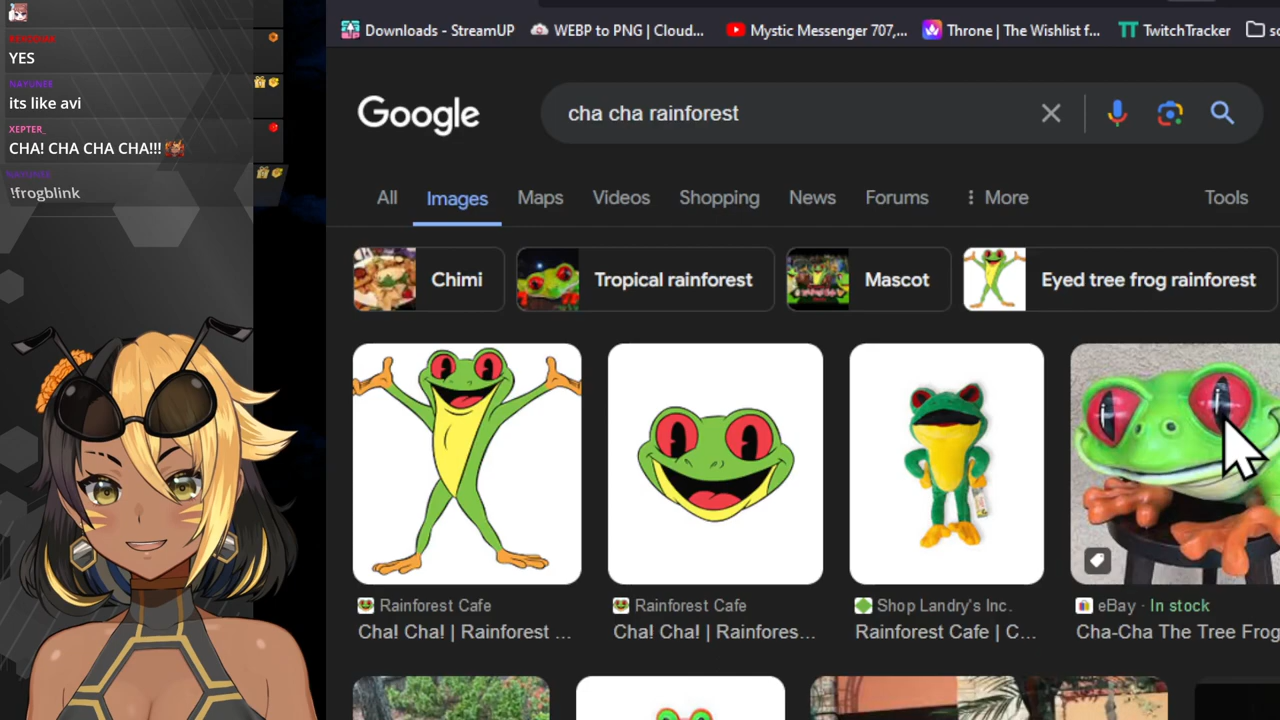 YES
NAYUNEE
its like avi
XEPTER_
CHA! CHA CHA CHA!!!
!frogblink
Downloads - StreamUP
WEBP to PNG | Cloud...
Mystic Messenger 707,...
Throne | The Wishlist f...
TwitchTracker
Google
cha cha rainforest
All
Images
Maps
Videos
Shopping
News
Forums
More
Tools
Chimi
Tropical rainforest
Mascot
Eyed tree frog rainforest
Rainforest Cafe
Cha! Cha! | Rainforest ...
Rainforest Cafe
Cha! Cha! | Rainfores...
Shop Landry's Inc.
Rainforest Cafe | C...
eBay · In stock
Cha-Cha The Tree Frog